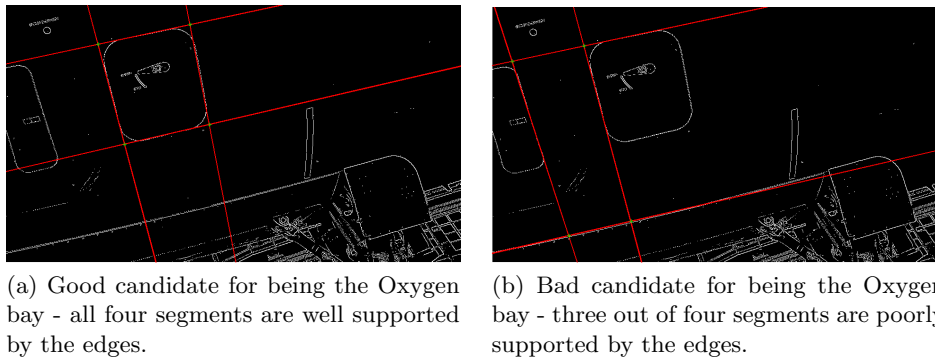 (a) Good candidate for being the Oxygen
bay - all four segments are well supported
by the edges.
(b) Bad candidate for being the Oxygen
bay - three out of four segments are poorly
supported by the edges.